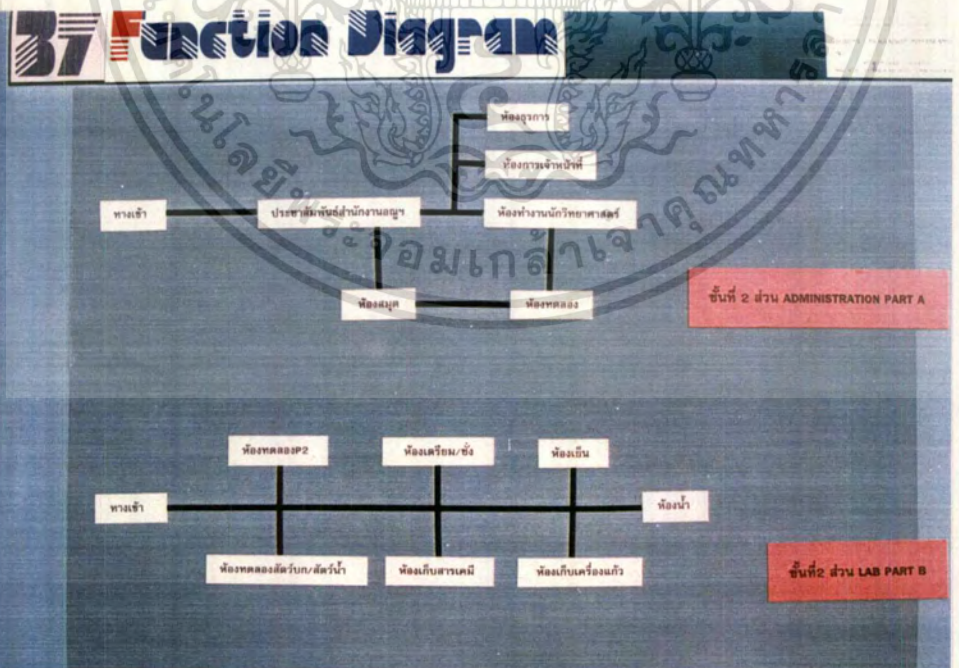 37 Function Diagram
ห้องธุรการ
ห้องการเจ้าหน้าที่
ทางเข้า
ประชาสัมพันธ์สำนักงานอณูฯ
ห้องทำงานนักวิทยาศาสตร์
ห้องสมุด
ห้องทดลอง
ชั้นที่ 2 ส่วน ADMINISTRATION PART A
ห้องทดลองP2
ห้องเตรียม/ชั่ง
ห้องเย็น
ทางเข้า
ห้องน้ำ
ห้องทดลองสัตว์บก/สัตว์น้ำ
ห้องเก็บสารเคมี
ห้องเก็บเครื่องแก้ว
ชั้นที่2 ส่วน LAB PART B